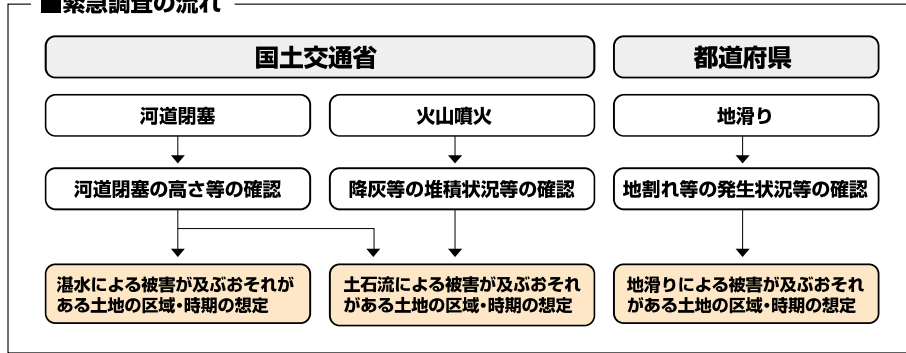 ■緊急調査の流れ
国土交通省
都道府県
河道閉塞
火山噴火
地滑り
河道閉塞の高さ等の確認
降灰等の堆積状況等の確認
地割れ等の発生状況等の確認
湛水による被害が及ぶおそれが
ある土地の区域・時期の想定
土石流による被害が及ぶおそれ
がある土地の区域・時期の想定
地滑りによる被害が及ぶおそれ
がある土地の区域・時期の想定